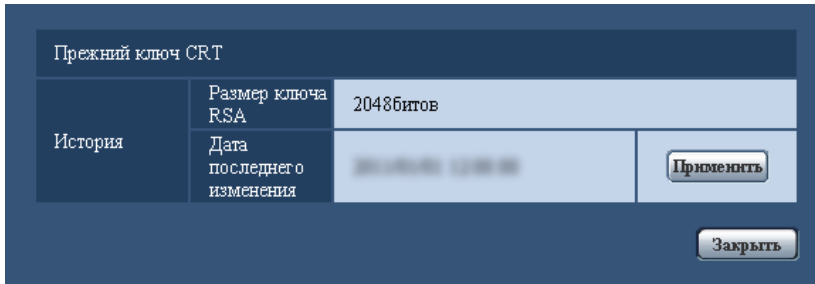 Прежний ключ CRT
История
Размер ключа
RSA
2048битов
Дата
последнего
изменения
Применить
Закрыть